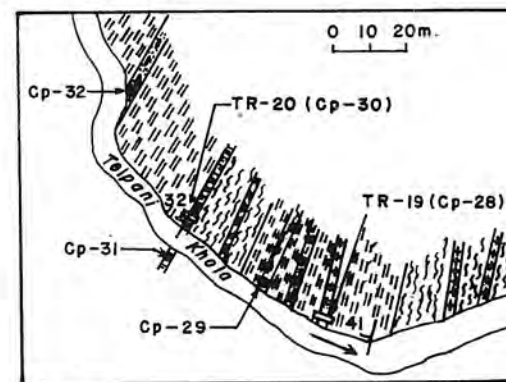 0 10 20m.
Cp-32
TR-20 (Cp-30)
Telpani
32
TR-19 (Cp-28)
Cp-31
Khola
Cp-29
41